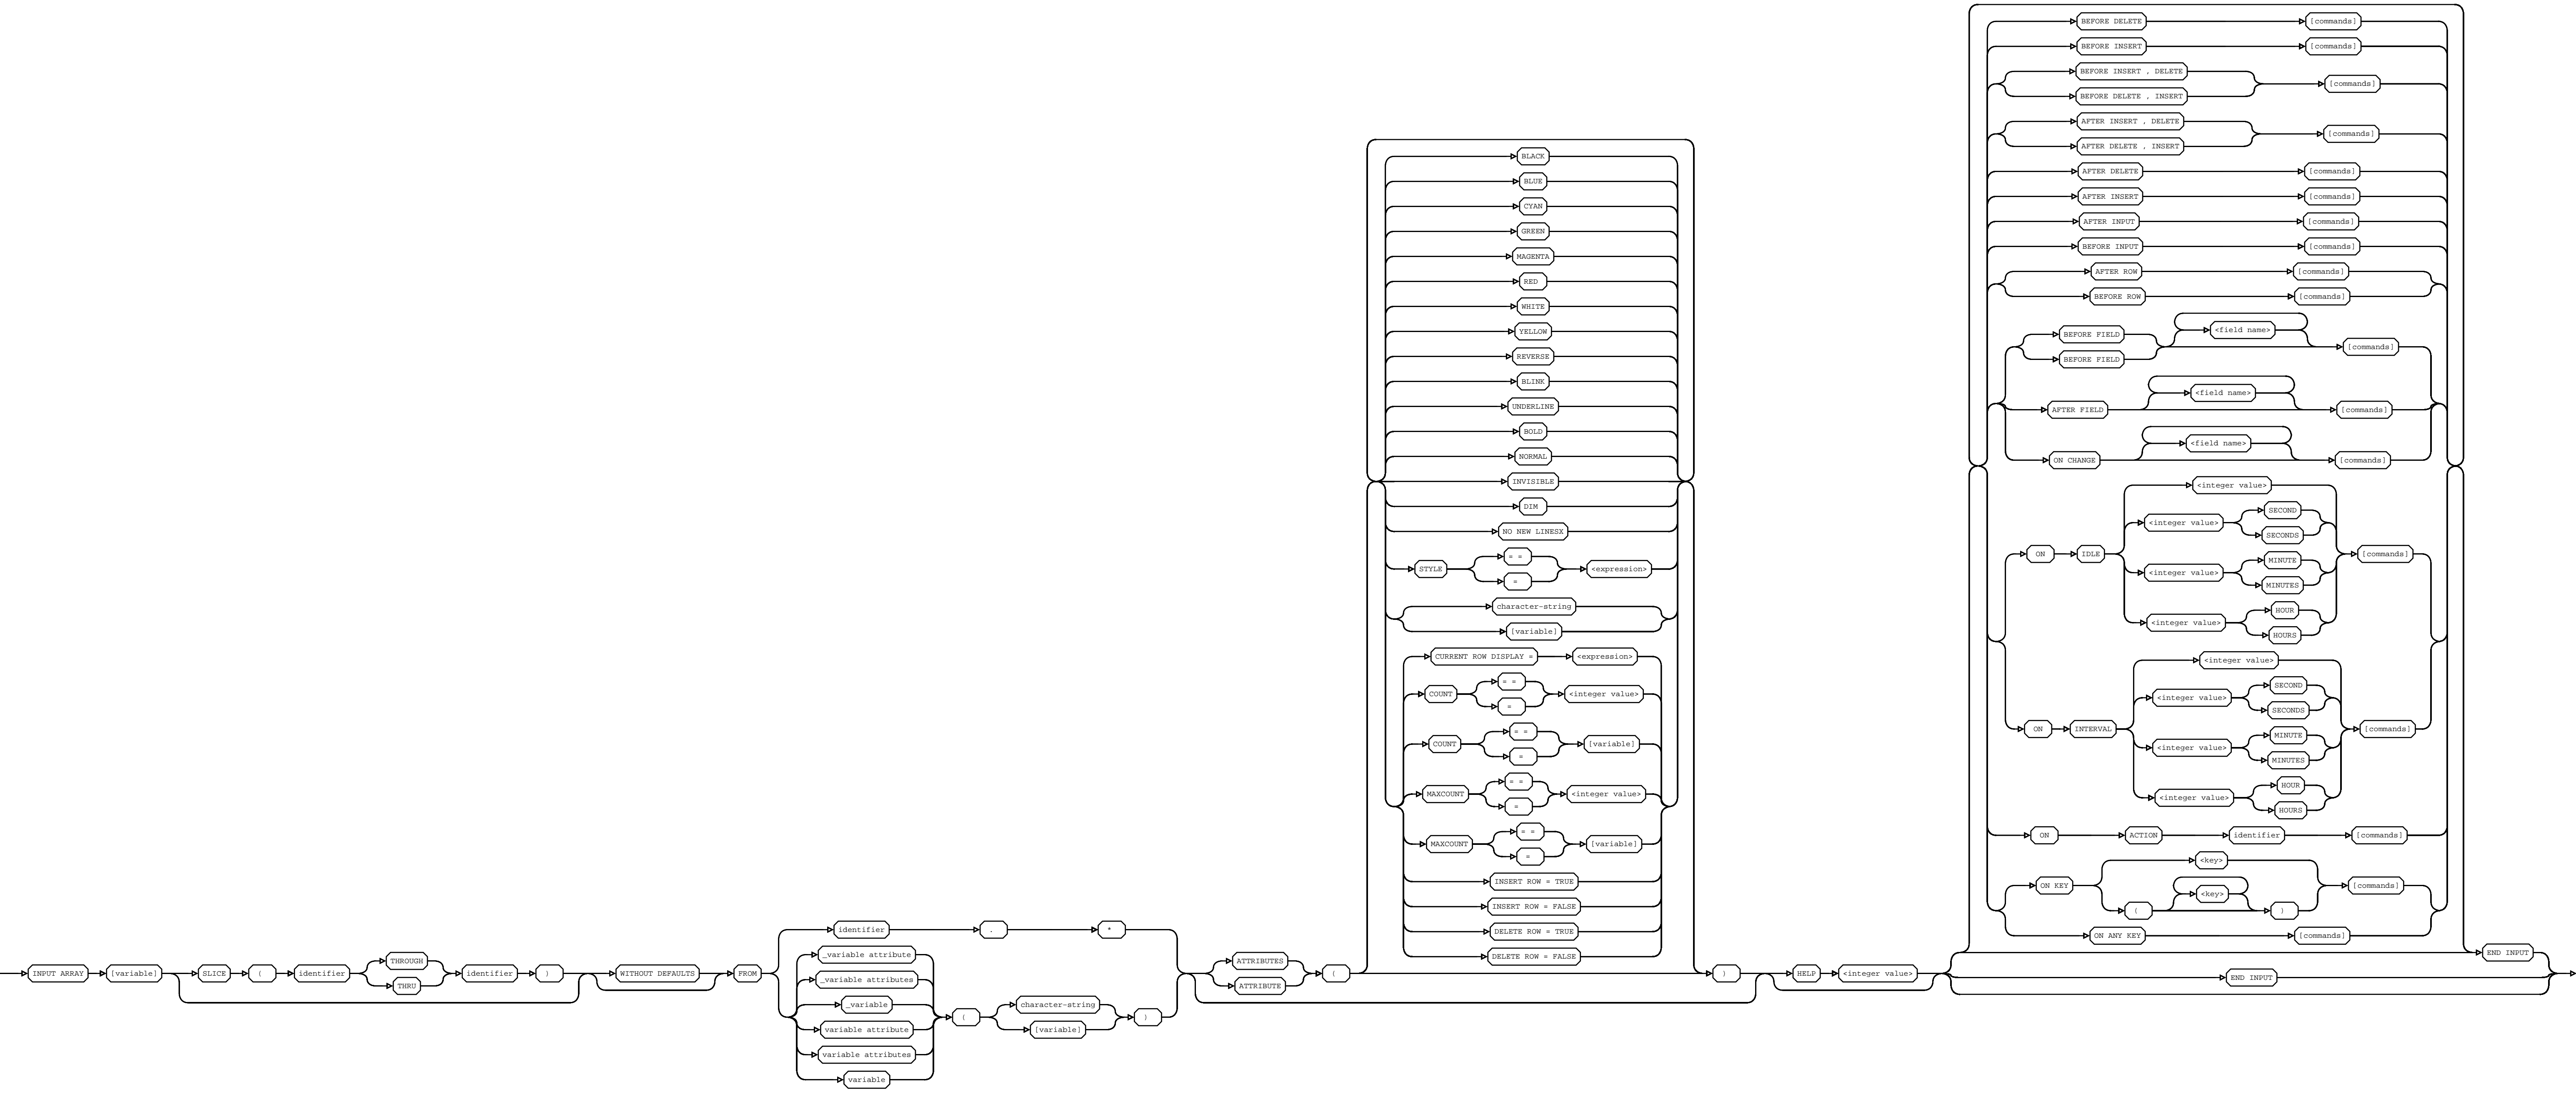 BEFORE DELETE [commands]
BEFORE INSERT [commands]
BEFORE INSERT , DELETE
[commands]
BEFORE DELETE , INSERT
AFTER INSERT , DELETE
[commands]
AFTER DELETE , INSERT
AFTER DELETE [commands]
AFTER INSERT [commands]
AFTER INPUT [commands]
BEFORE INPUT [commands]
AFTER ROW [commands]
BEFORE ROW [commands]
<field name>
BEFORE FIELD
[commands]
BEFORE FIELD
<field name>
AFTER FIELD [commands]
<field name>
ON CHANGE [commands]
<integer value>
<integer value> SECOND
SECONDS
ON IDLE [commands]
<integer value> MINUTE
MINUTES
<integer value> HOUR
HOURS
<integer value>
<integer value> SECOND
SECONDS
ON INTERVAL [commands]
<integer value> MINUTE
MINUTES
<integer value> HOUR
HOURS
ON ACTION identifier [commands]
<key>
ON KEY [commands]
<key>
( )
ON ANY KEY [commands]
BLACK
BLUE
CYAN
GREEN
MAGENTA
RED
WHITE
YELLOW
REVERSE
BLINK
UNDERLINE
BOLD
NORMAL
INVISIBLE
DIM
NO NEW LINESX
STYLE = = <expression>
=
character-string
[variable]
CURRENT ROW DISPLAY = <expression>
COUNT = = <integer value>
=
COUNT = = [variable]
=
MAXCOUNT = = <integer value>
=
MAXCOUNT = = [variable]
=
INSERT ROW = TRUE
INSERT ROW = FALSE
DELETE ROW = TRUE
DELETE ROW = FALSE
INPUT ARRAY [variable] SLICE ( identifier THROUGH
THRU
identifier ) WITHOUT DEFAULTS FROM
identifier . *
_variable attribute
_variable attributes
_variable
variable attribute
variable attributes
variable
( character-string
[variable]
)
ATTRIBUTES
ATTRIBUTE
( ) HELP <integer value>
END INPUT
END INPUT